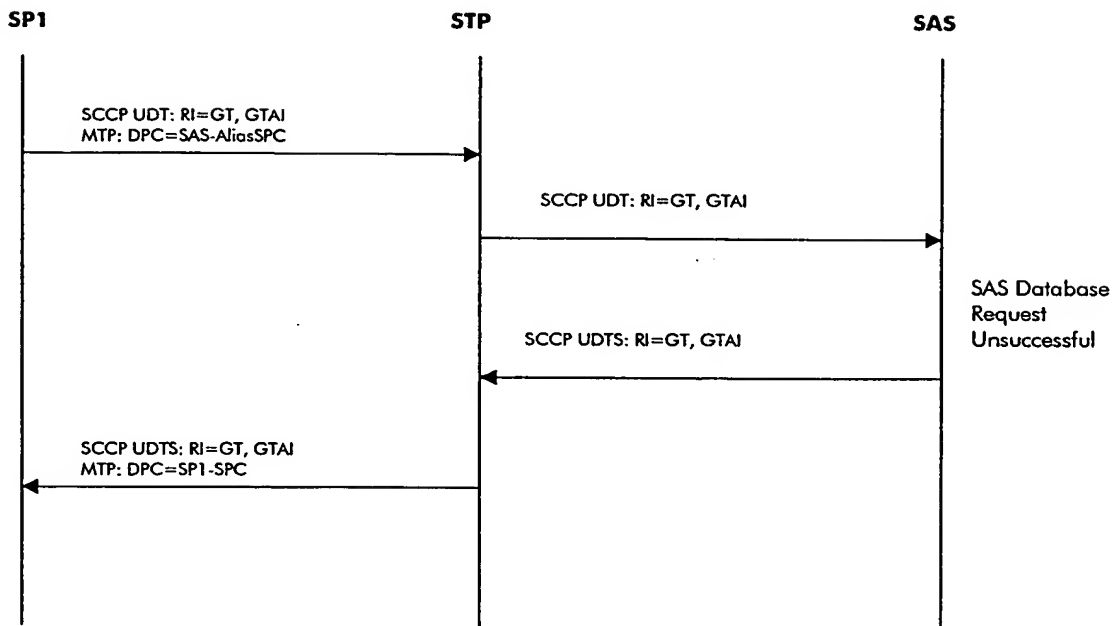 SP1
STP
SAS
SCCP UDT: RI=GT, GTAI
MTP: DPC=SAS-AliasSPC
SCCP UDT: RI=GT, GTAI
SAS Database
Request
Unsuccessful
SCCP UDTS: RI=GT, GTAI
SCCP UDTS: RI=GT, GTAI
MTP: DPC=SP1-SPC